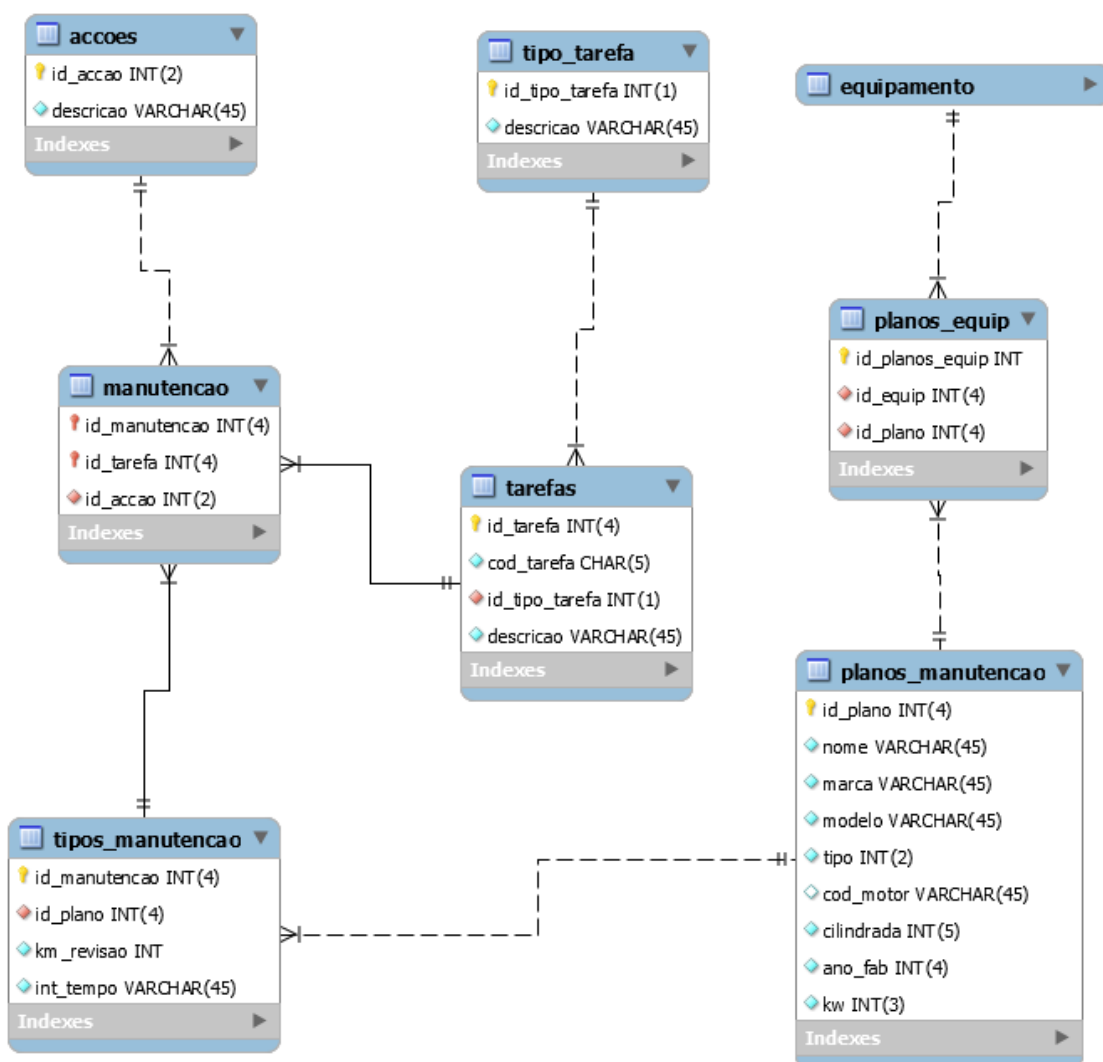 accoes
id_accao INT(2)
descricao VARCHAR(45)
Indexes
tipo_tarefa
id_tipo_tarefa INT(1)
descricao VARCHAR(45)
Indexes
equipamento
planos_equip
id_planos_equip INT
id_equip INT(4)
id_plano INT(4)
Indexes
manutencao
id_manutencao INT(4)
id_tarefa INT(4)
id_accao INT(2)
Indexes
tarefas
id_tarefa INT(4)
cod_tarefa CHAR(5)
id_tipo_tarefa INT(1)
descricao VARCHAR(45)
Indexes
planos_manutencao
id_plano INT(4)
nome VARCHAR(45)
marca VARCHAR(45)
modelo VARCHAR(45)
tipo INT(2)
cod_motor VARCHAR(45)
cilindrada INT(5)
ano_fab INT(4)
kw INT(3)
Indexes
tipos_manutencao
id_manutencao INT(4)
id_plano INT(4)
km_revisao INT
int_tempo VARCHAR(45)
Indexes